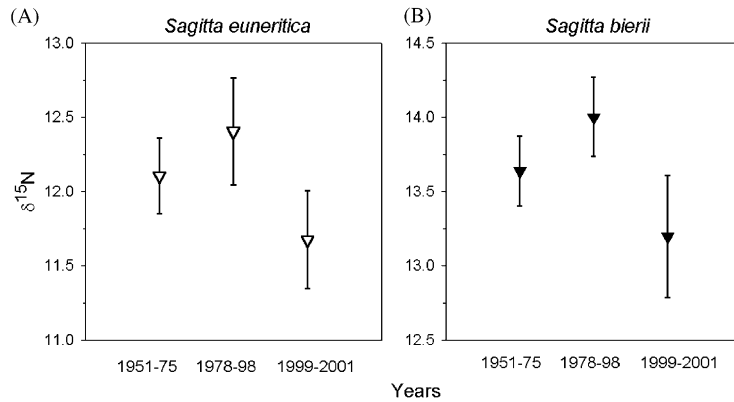 (A)
Sagitta euneritica
(B)
Sagitta bierii
13.0
12.5
12.0
11.5
11.0
δ15N
14.5
14.0
13.5
13.0
12.5
1951-75 1978-98 1999-2001
1951-75 1978-98 1999-2001
Years